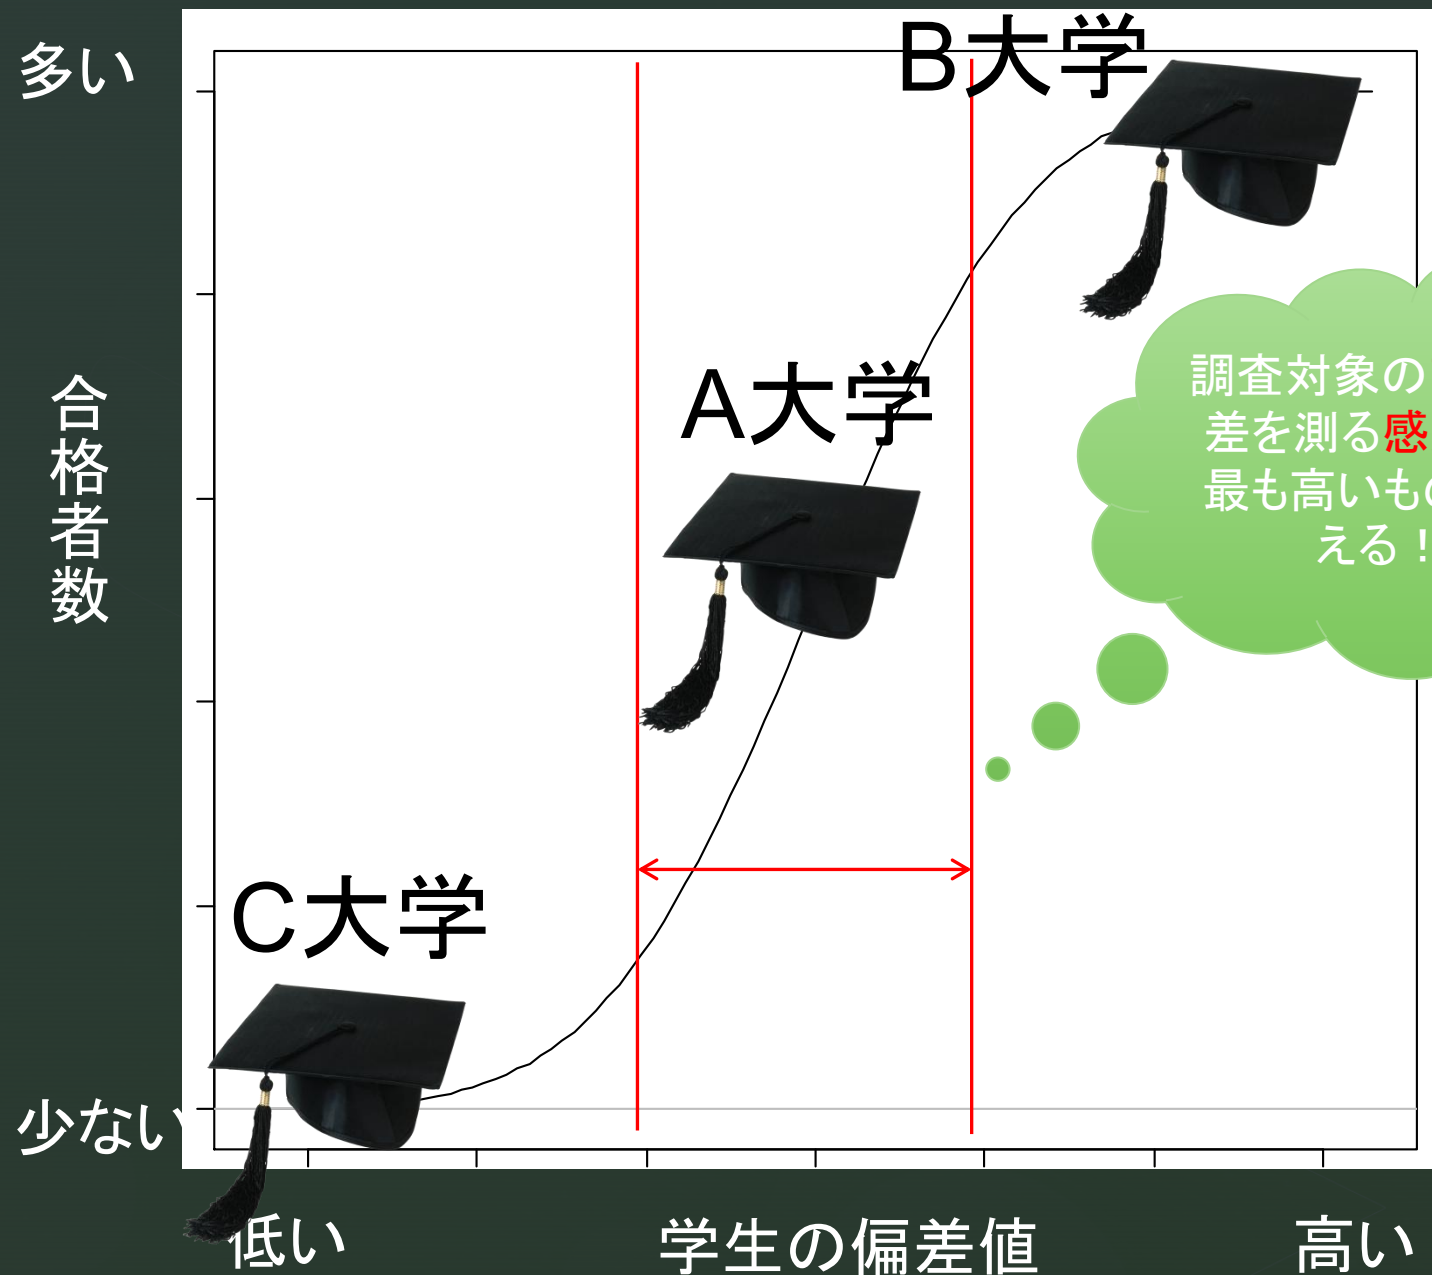 多い
B大学
調査対象の
差を測る感
最も高いも
える！
A大学
合格者数
C大学
少ない
低い
学生の偏差値
高い